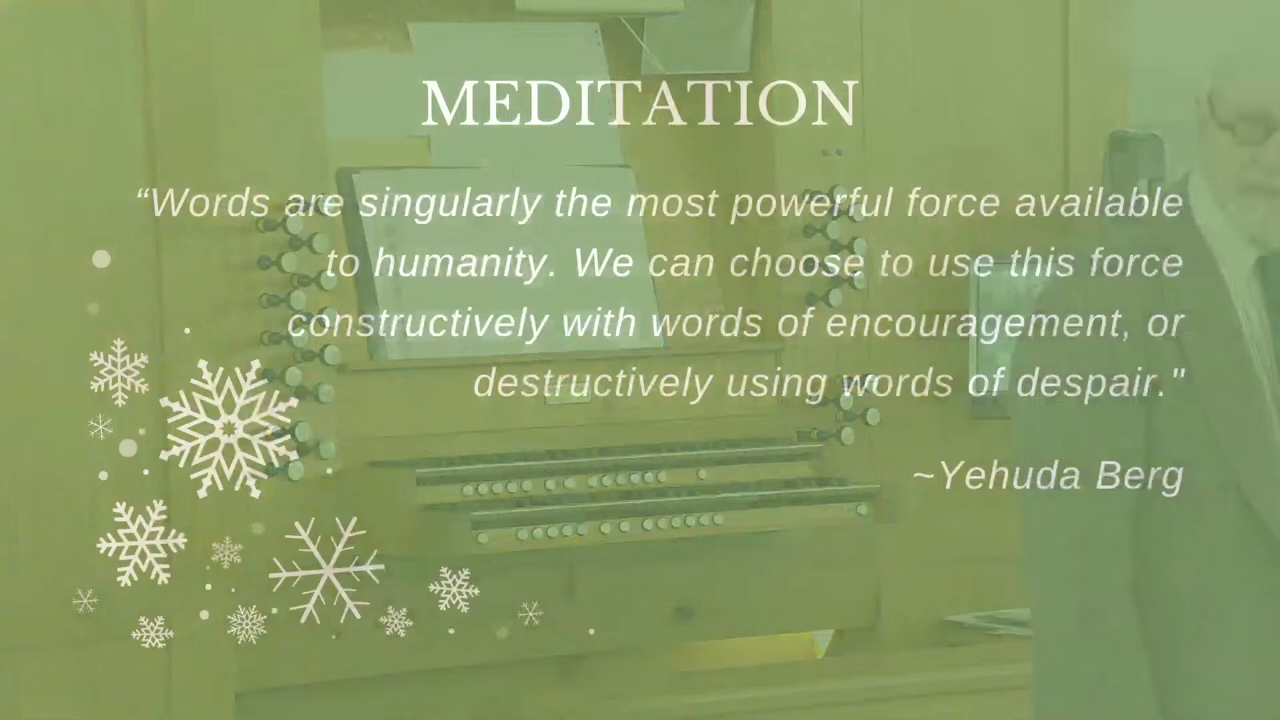 MEDITATION
“Words are singularly the most powerful force available
to humanity. We can choose to use this force
constructively with words of encouragement, or
destructively using words of despair."
~Yehuda Berg